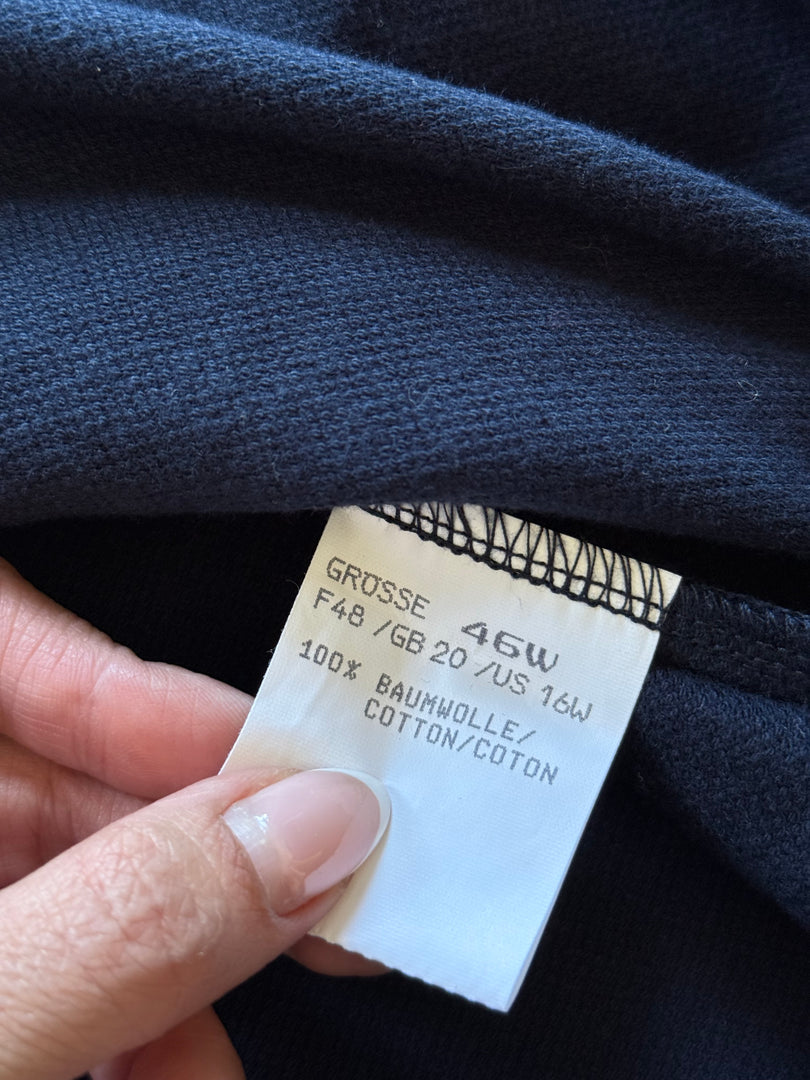 GRÖSSE 46W
F48 /GB 20 /US 16W
100% BAUMWOLLE/
COTTON/COTON